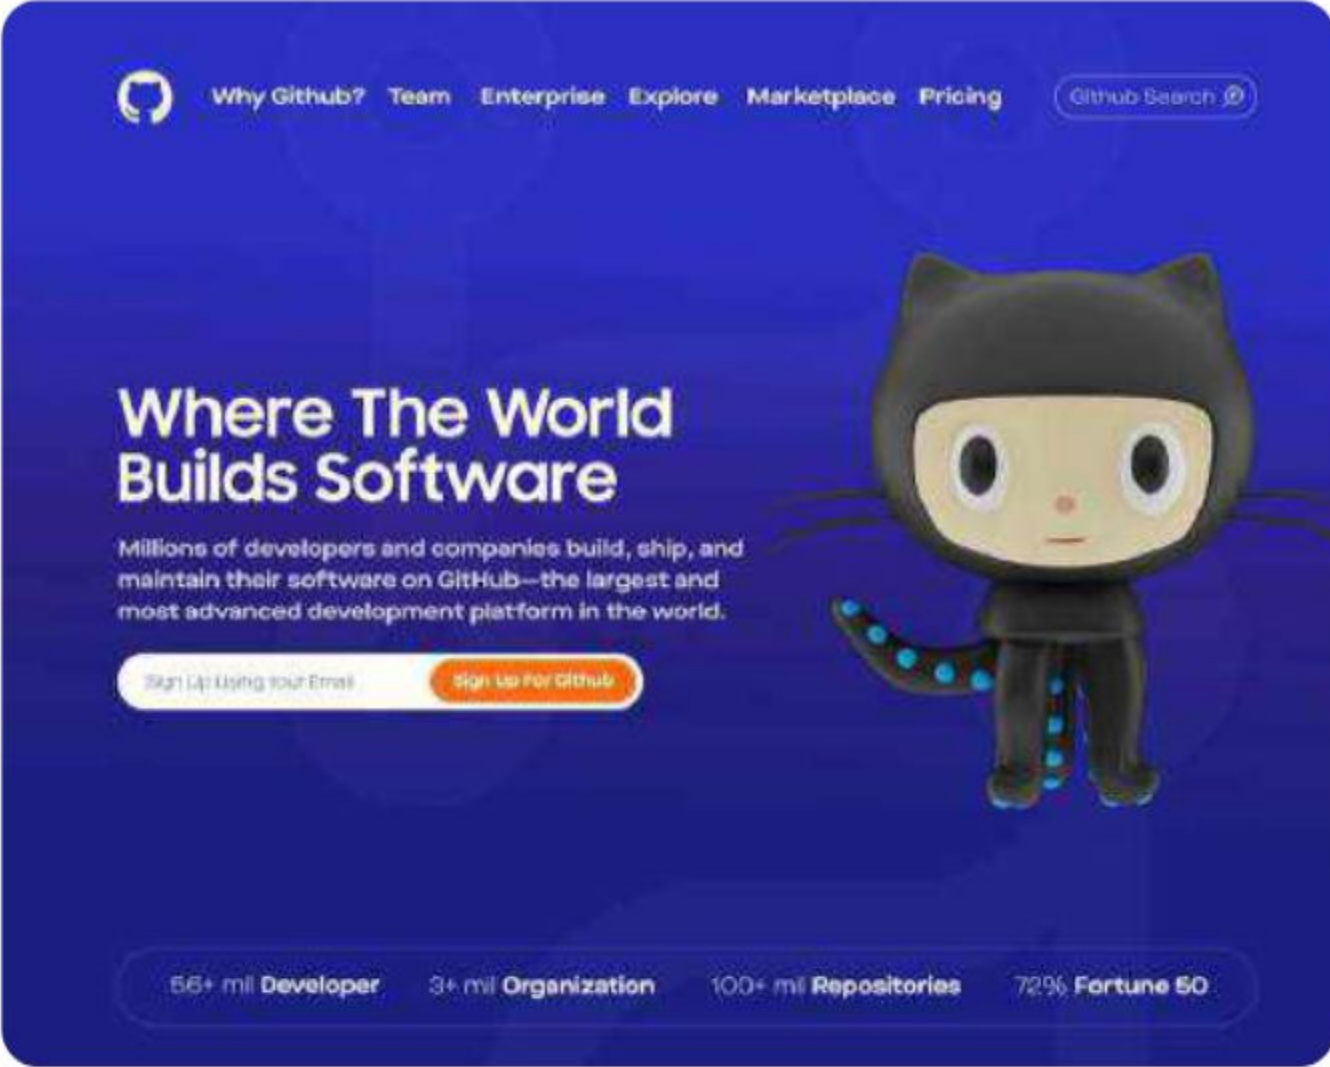 Why Github? Team Enterprise Explore Marketplace Pricing Github Search
Where The World
Builds Software
Millions of developers and companies build, ship, and
maintain their software on GitHub—the largest and
most advanced development platform in the world.
Sign Up Using Your Email Sign Up For Github
56+ mil Developer 3+ mil Organization 100+ mil Repositories 72% Fortune 50